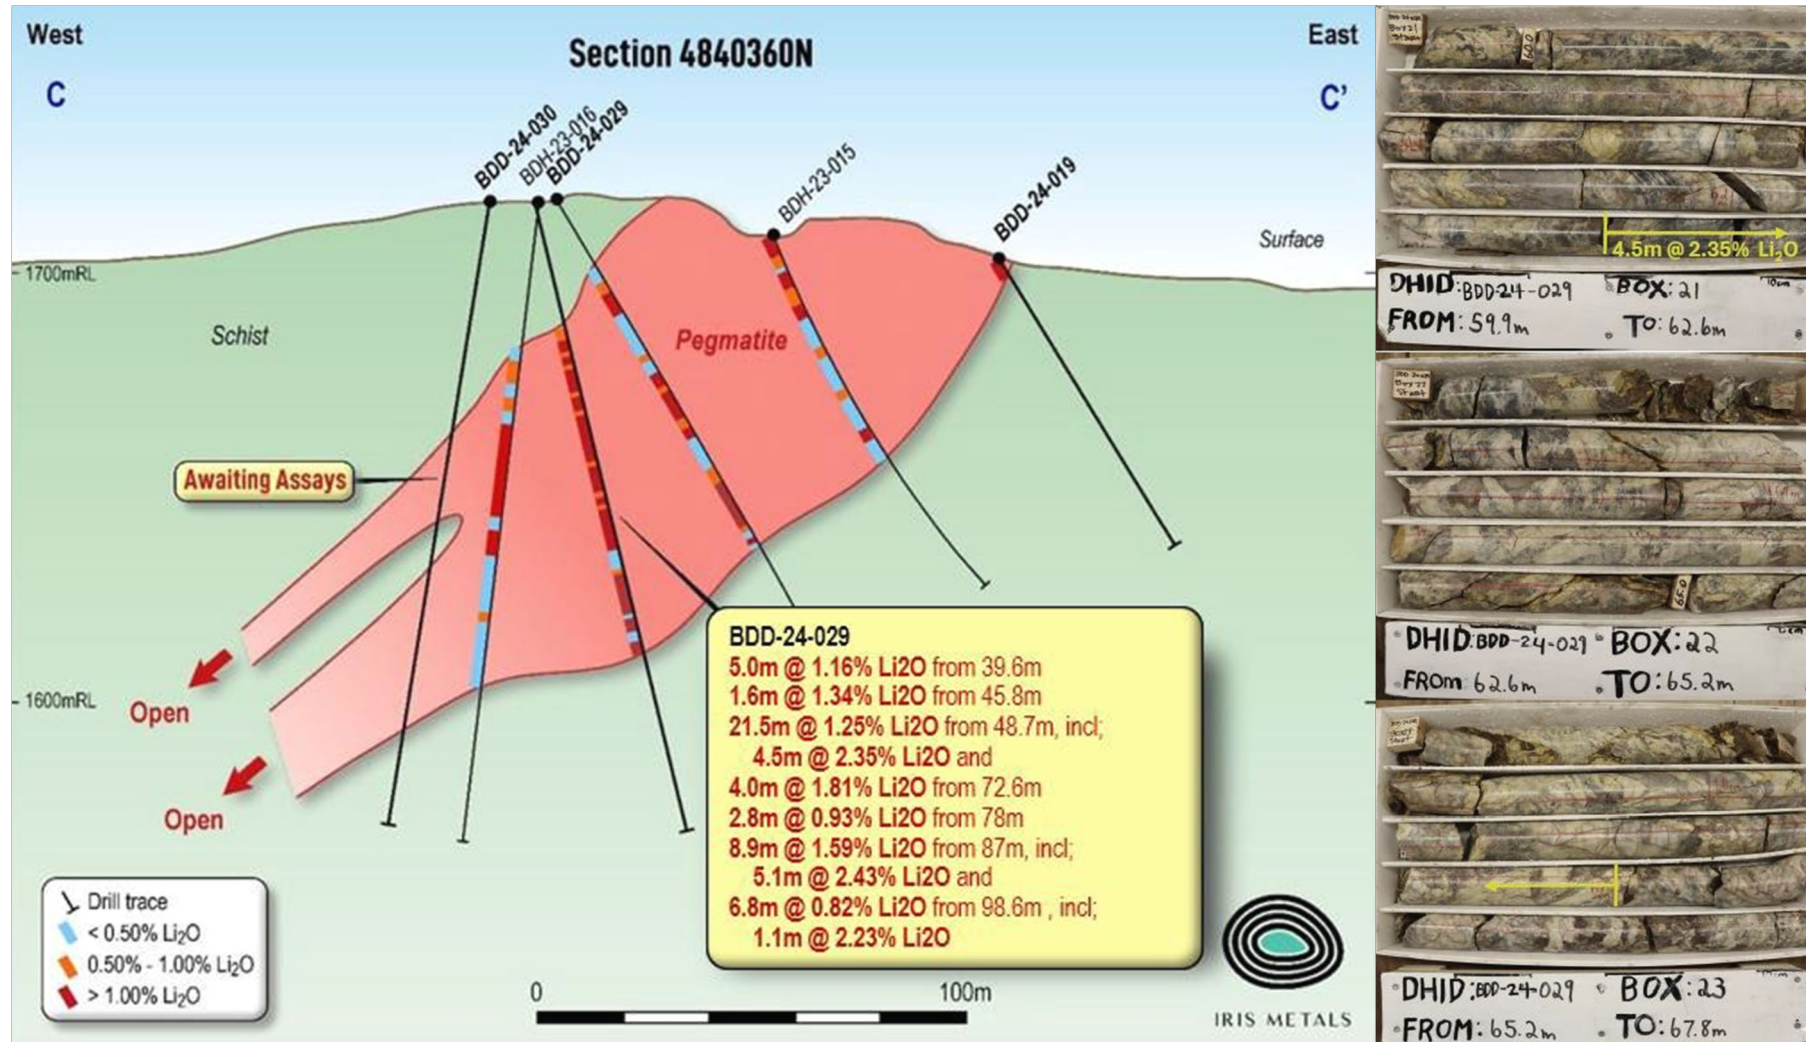 West
East
Section 4840360N
C
C'
BDD-24-030
BDH-23-016
BDD-24-029
BDH-23-015
BDD-24-019
Surface
1700mRL
Schist
Pegmatite
Awaiting Assays
1600mRL
Open
Open
BDD-24-029
5.0m @ 1.16% Li2O from 39.6m
1.6m @ 1.34% Li2O from 45.8m
21.5m @ 1.25% Li2O from 48.7m, incl;
4.5m @ 2.35% Li2O and
4.0m @ 1.81% Li2O from 72.6m
2.8m @ 0.93% Li2O from 78m
8.9m @ 1.59% Li2O from 87m, incl;
5.1m @ 2.43% Li2O and
6.8m @ 0.82% Li2O from 98.6m , incl;
1.1m @ 2.23% Li2O
Drill trace
< 0.50% Li₂O
0.50% - 1.00% Li₂O
> 1.00% Li₂O
0
100m
IRIS METALS
60.0
4.5m @ 2.35% Li₂O
DHID:BDD-24-029 BOX:21
FROM: 59.9m TO: 62.6m
65.0
DHID:BDD-24-029 BOX:22
FROM: 62.6m TO:65.2m
DHID:BDD-24-029 BOX:23
FROM: 65.2m TO:67.8m